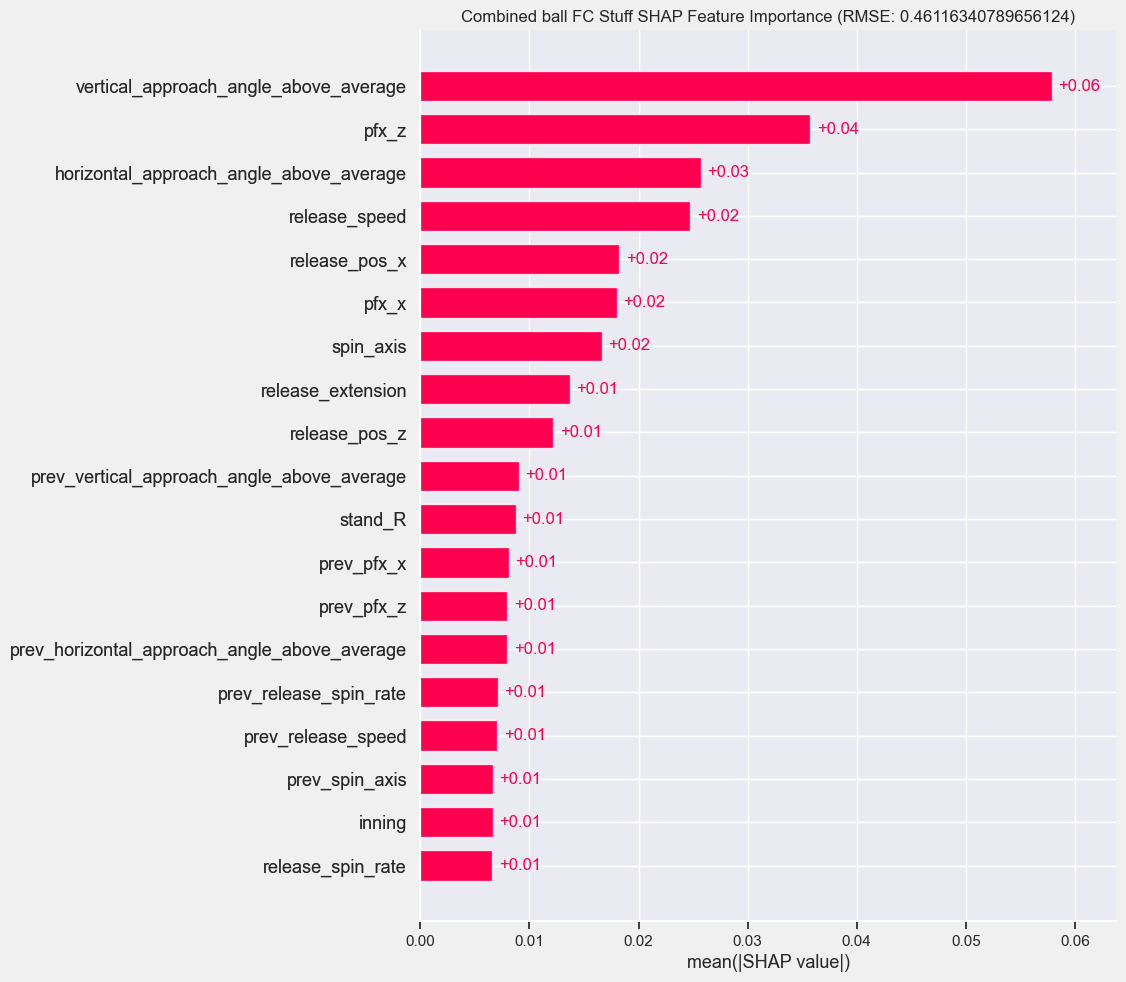 Combined ball FC Stuff SHAP Feature Importance (RMSE: 0.46116340789656124)
vertical_approach_angle_above_average +0.06
pfx_z +0.04
horizontal_approach_angle_above_average +0.03
release_speed +0.02
release_pos_x +0.02
pfx_x +0.02
spin_axis +0.02
release_extension +0.01
release_pos_z +0.01
prev_vertical_approach_angle_above_average +0.01
stand_R +0.01
prev_pfx_x +0.01
prev_pfx_z +0.01
prev_horizontal_approach_angle_above_average +0.01
prev_release_spin_rate +0.01
prev_release_speed +0.01
prev_spin_axis +0.01
inning +0.01
release_spin_rate +0.01
0.00 0.01 0.02 0.03 0.04 0.05 0.06
mean(|SHAP value|)